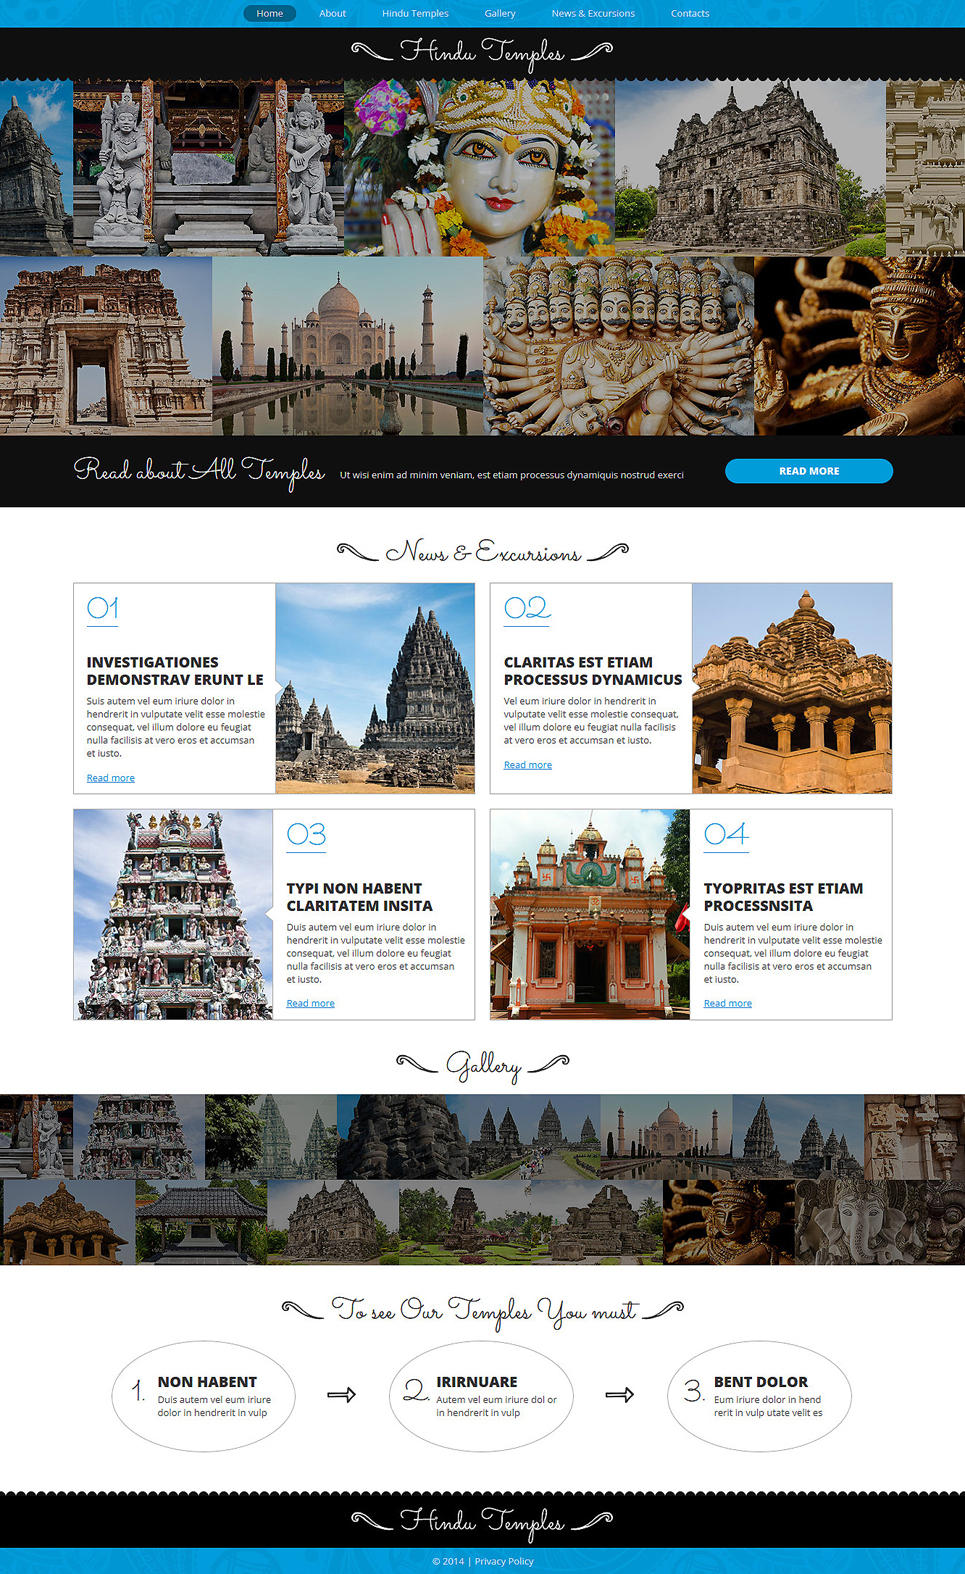 Home About Hindu Temples Gallery News & Excursions Contacts
Hindu Temples
Read about All Temples Ut wisi enim ad minim veniam, est etiam processus dynamiquis nostrud exerci READ MORE
News & Excursions
01
INVESTIGATIONES
DEMONSTRAV ERUNT LE
Suis autem vel eum iriure dolor in
hendrerit in vulputate velit esse molestie
consequat, vel illum dolore eu feugiat
nulla facilisis at vero eros et accumsan
et iusto.
Read more
02
CLARITAS EST ETIAM
PROCESSUS DYNAMICUS
Vel eum iriure dolor in hendrerit in
vulputate velit esse molestie consequat,
vel illum dolore eu feugiat nulla facilisis
at vero eros et accumsan et iusto.
Read more
03
TYPI NON HABENT
CLARITATEM INSITA
Duis autem vel eum iriure dolor in
hendrerit in vulputate velit esse molestie
consequat, vel illum dolore eu feugiat
nulla facilisis at vero eros et accumsan
et iusto.
Read more
04
TYOPRITAS EST ETIAM
PROCESSNSITA
Duis autem vel eum iriure dolor in
hendrerit in vulputate velit esse molestie
consequat, vel illum dolore eu feugiat
nulla facilisis at vero eros et accumsan
et iusto.
Read more
Gallery
To see Our Temples You must
1. NON HABENT
Duis autem vel eum iriure
dolor in hendrerit in vulp
2. IRIRNUARE
Autem vel eum iriure dol or
in hendrerit in vulp
3. BENT DOLOR
Eum iriure dolor in hend
rerit in vulp utate velit es
Hindu Temples
© 2014 | Privacy Policy